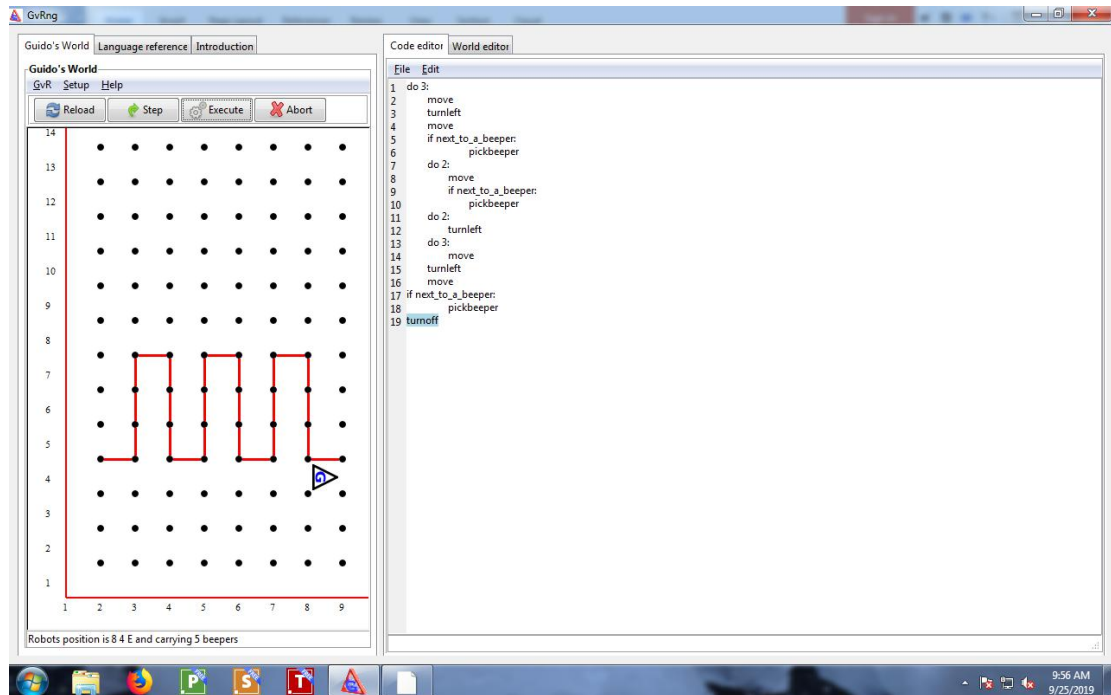 GvRng
Guido's World Language reference Introduction
Guido's World
GvR Setup Help
Reload Step Execute Abort
14
13
12
11
10
9
8
7
6
5
4
3
2
1
1 2 3 4 5 6 7 8 9
G
Robots position is 8 4 E and carrying 5 beepers
Code editor World editor
File Edit
1 do 3:
2 move
3 turnleft
4 move
5 if next_to_a_beeper:
6 pickbeeper
7 do 2:
8 move
9 if next_to_a_beeper:
10 pickbeeper
11 do 2:
12 turnleft
13 do 3:
14 move
15 turnleft
16 move
17 if next_to_a_beeper:
18 pickbeeper
19 turnoff
P S T
9:56 AM
9/25/2019